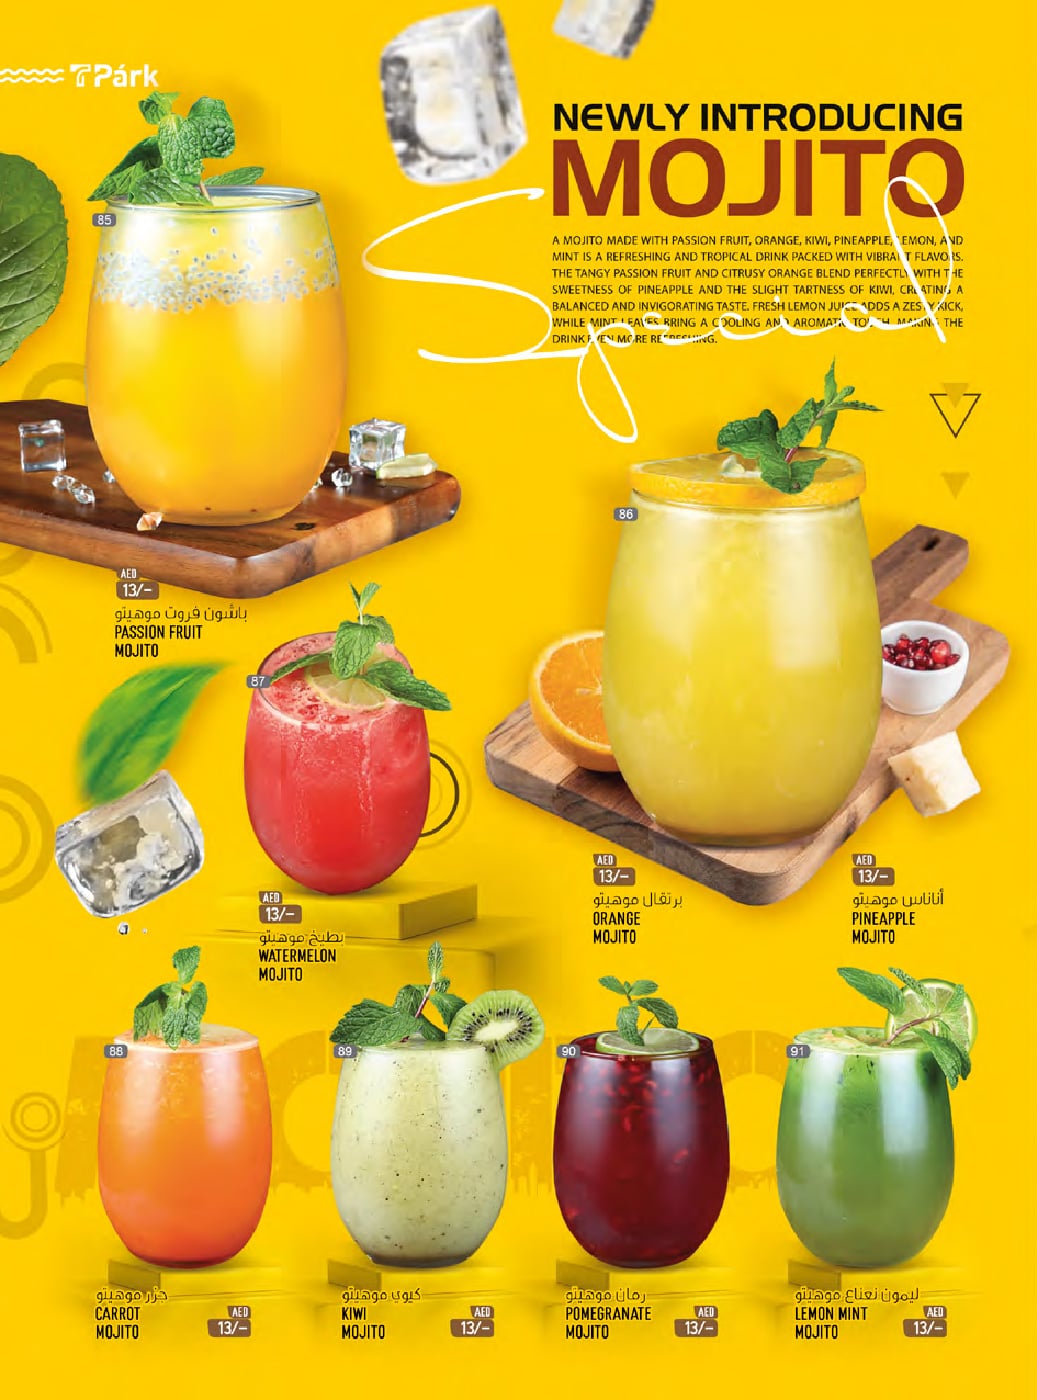 TPárk
NEWLY INTRODUCING
MOJITO
Special
A MOJITO MADE WITH PASSION FRUIT, ORANGE, KIWI, PINEAPPLE, LEMON, AND
MINT IS A REFRESHING AND TROPICAL DRINK PACKED WITH VIBRANT FLAVORS.
THE TANGY PASSION FRUIT AND CITRUSY ORANGE BLEND PERFECTLY WITH THE
SWEETNESS OF PINEAPPLE AND THE SLIGHT TARTNESS OF KIWI, CREATING A
BALANCED AND INVIGORATING TASTE. FRESH LEMON JUICE ADDS A ZESTY KICK,
WHILE MINT LEAVES BRING A COOLING AND AROMATIC TOUCH, MAKING THE
DRINK EVEN MORE REFRESHING.
85
AED
13/-
باشون فروت موهيتو
PASSION FRUIT
MOJITO
86
AED
13/-
برتقال موهيتو
ORANGE
MOJITO
AED
13/-
أناناس موهيتو
PINEAPPLE
MOJITO
87
AED
13/-
بطيخ موهيتو
WATERMELON
MOJITO
88
جزر موهيتو
CARROT
MOJITO
AED
13/-
89
كيوي موهيتو
KIWI
MOJITO
AED
13/-
90
رمان موهيتو
POMEGRANATE
MOJITO
AED
13/-
91
ليمون نعناع موهيتو
LEMON MINT
MOJITO
AED
13/-